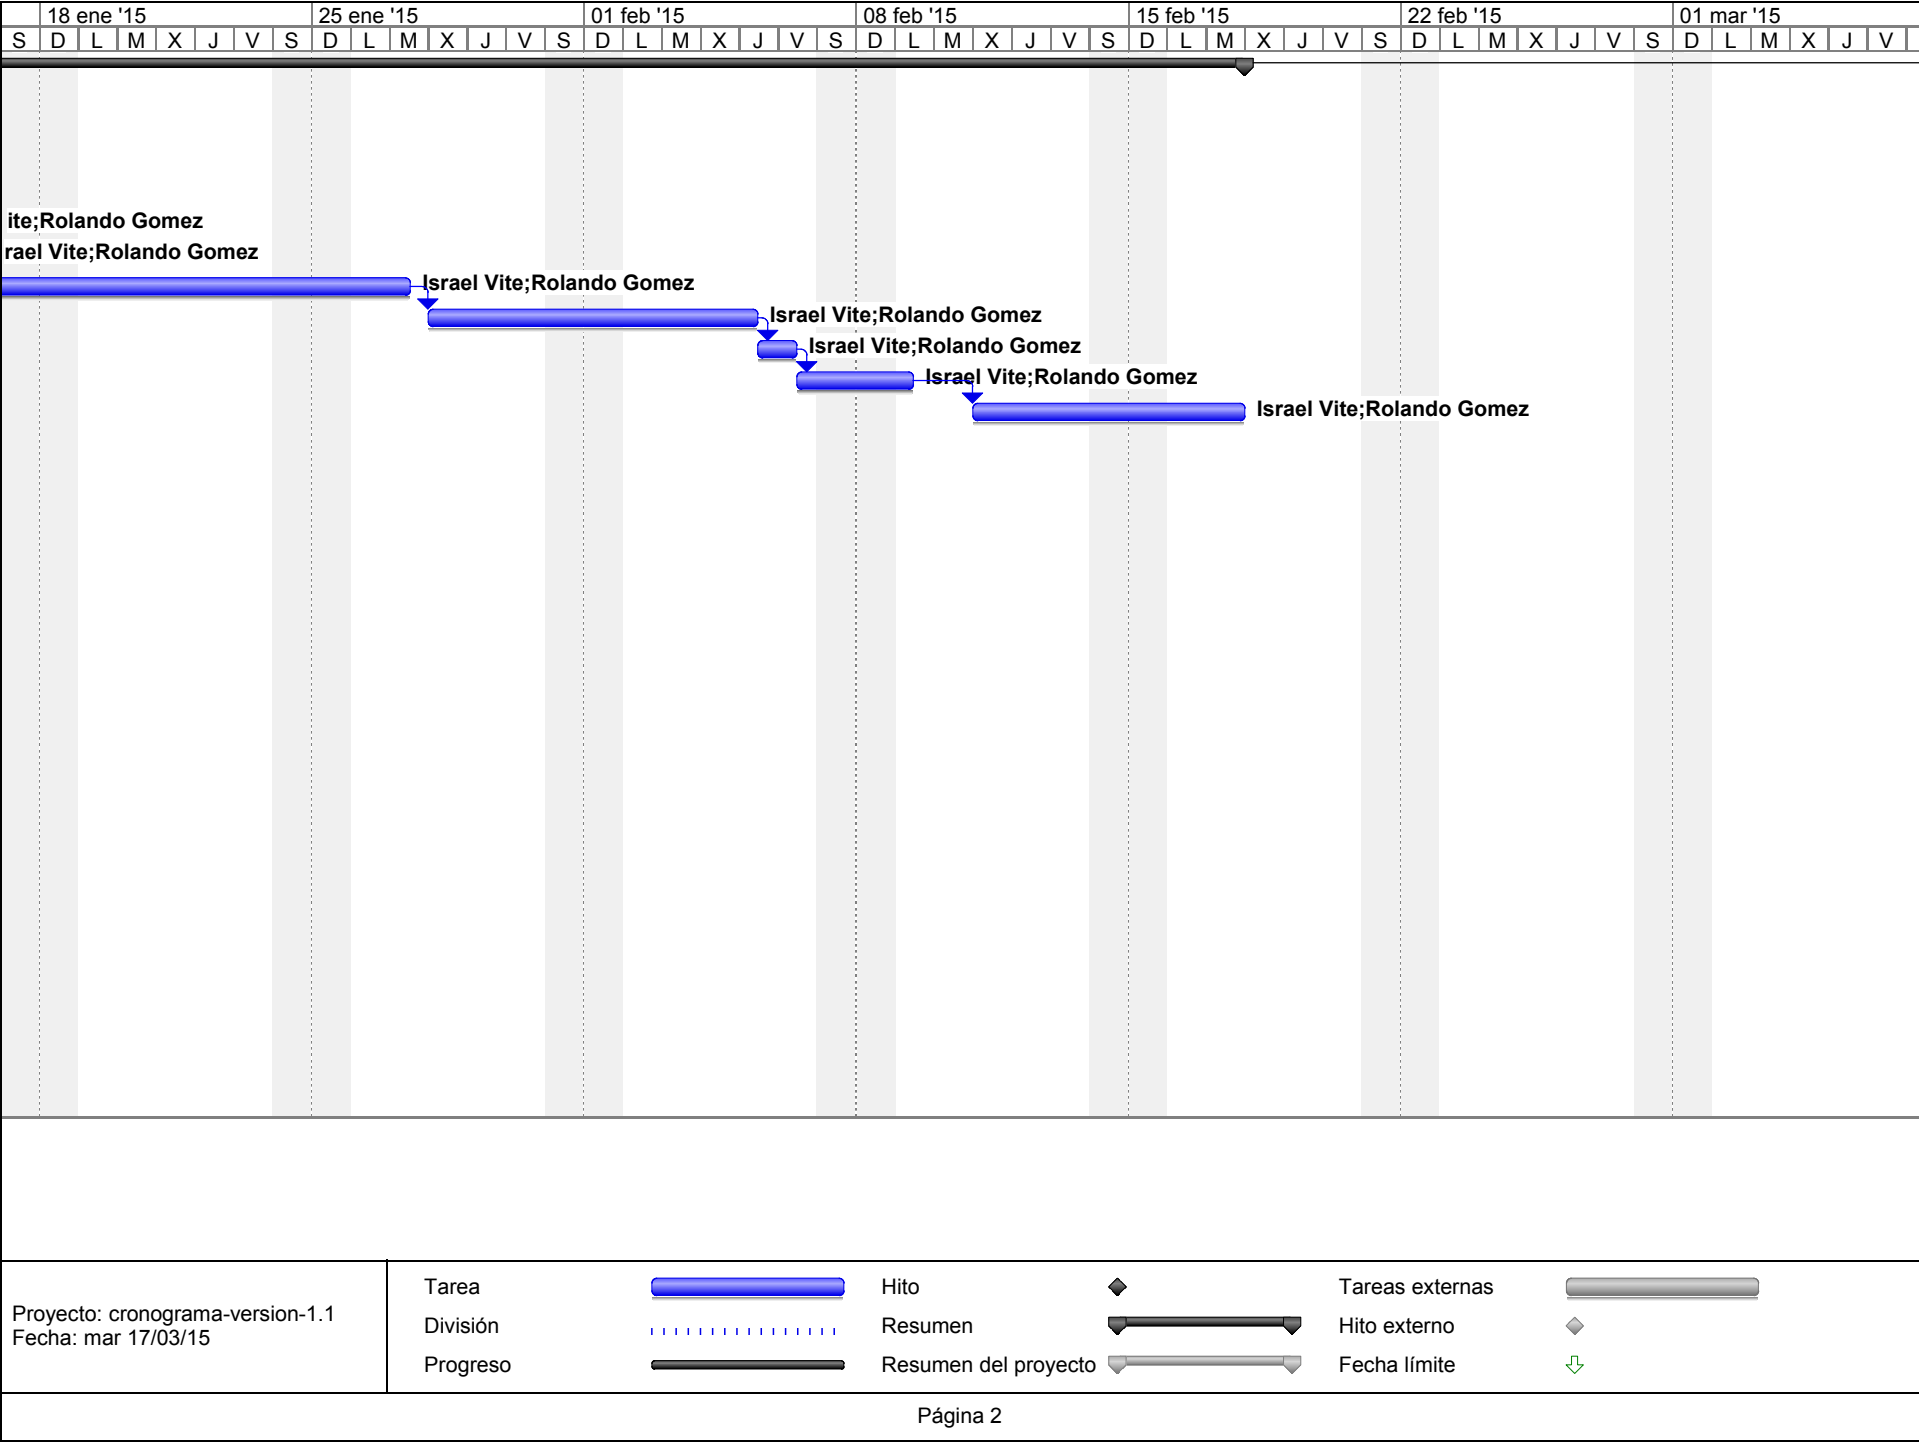 18 ene '15 25 ene '15 01 feb '15 08 feb '15 15 feb '15 22 feb '15 01 mar '15
S D L M X J V S D L M X J V S D L M X J V S D L M X J V S D L M X J V S D L M X J V S D L M X J V
ite;Rolando Gomez
rael Vite;Rolando Gomez
Israel Vite;Rolando Gomez
Israel Vite;Rolando Gomez
Israel Vite;Rolando Gomez
Israel Vite;Rolando Gomez
Israel Vite;Rolando Gomez
Proyecto: cronograma-version-1.1
Fecha: mar 17/03/15
Tarea Hito Tareas externas
División Resumen Hito externo
Progreso Resumen del proyecto Fecha límite
Página 2